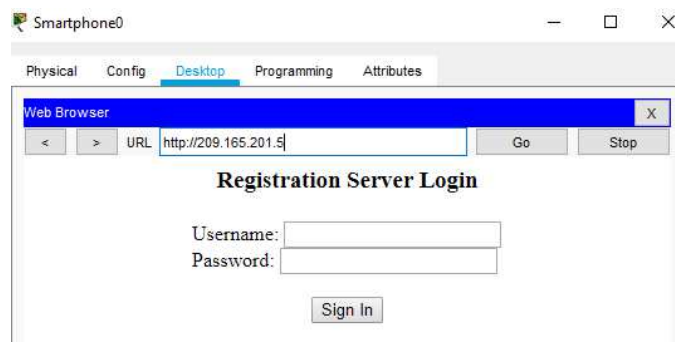 Smartphone0
Physical Config Desktop Programming Attributes
Web Browser X
< > URL http://209.165.201.5 Go Stop
Registration Server Login
Username:
Password:
Sign In